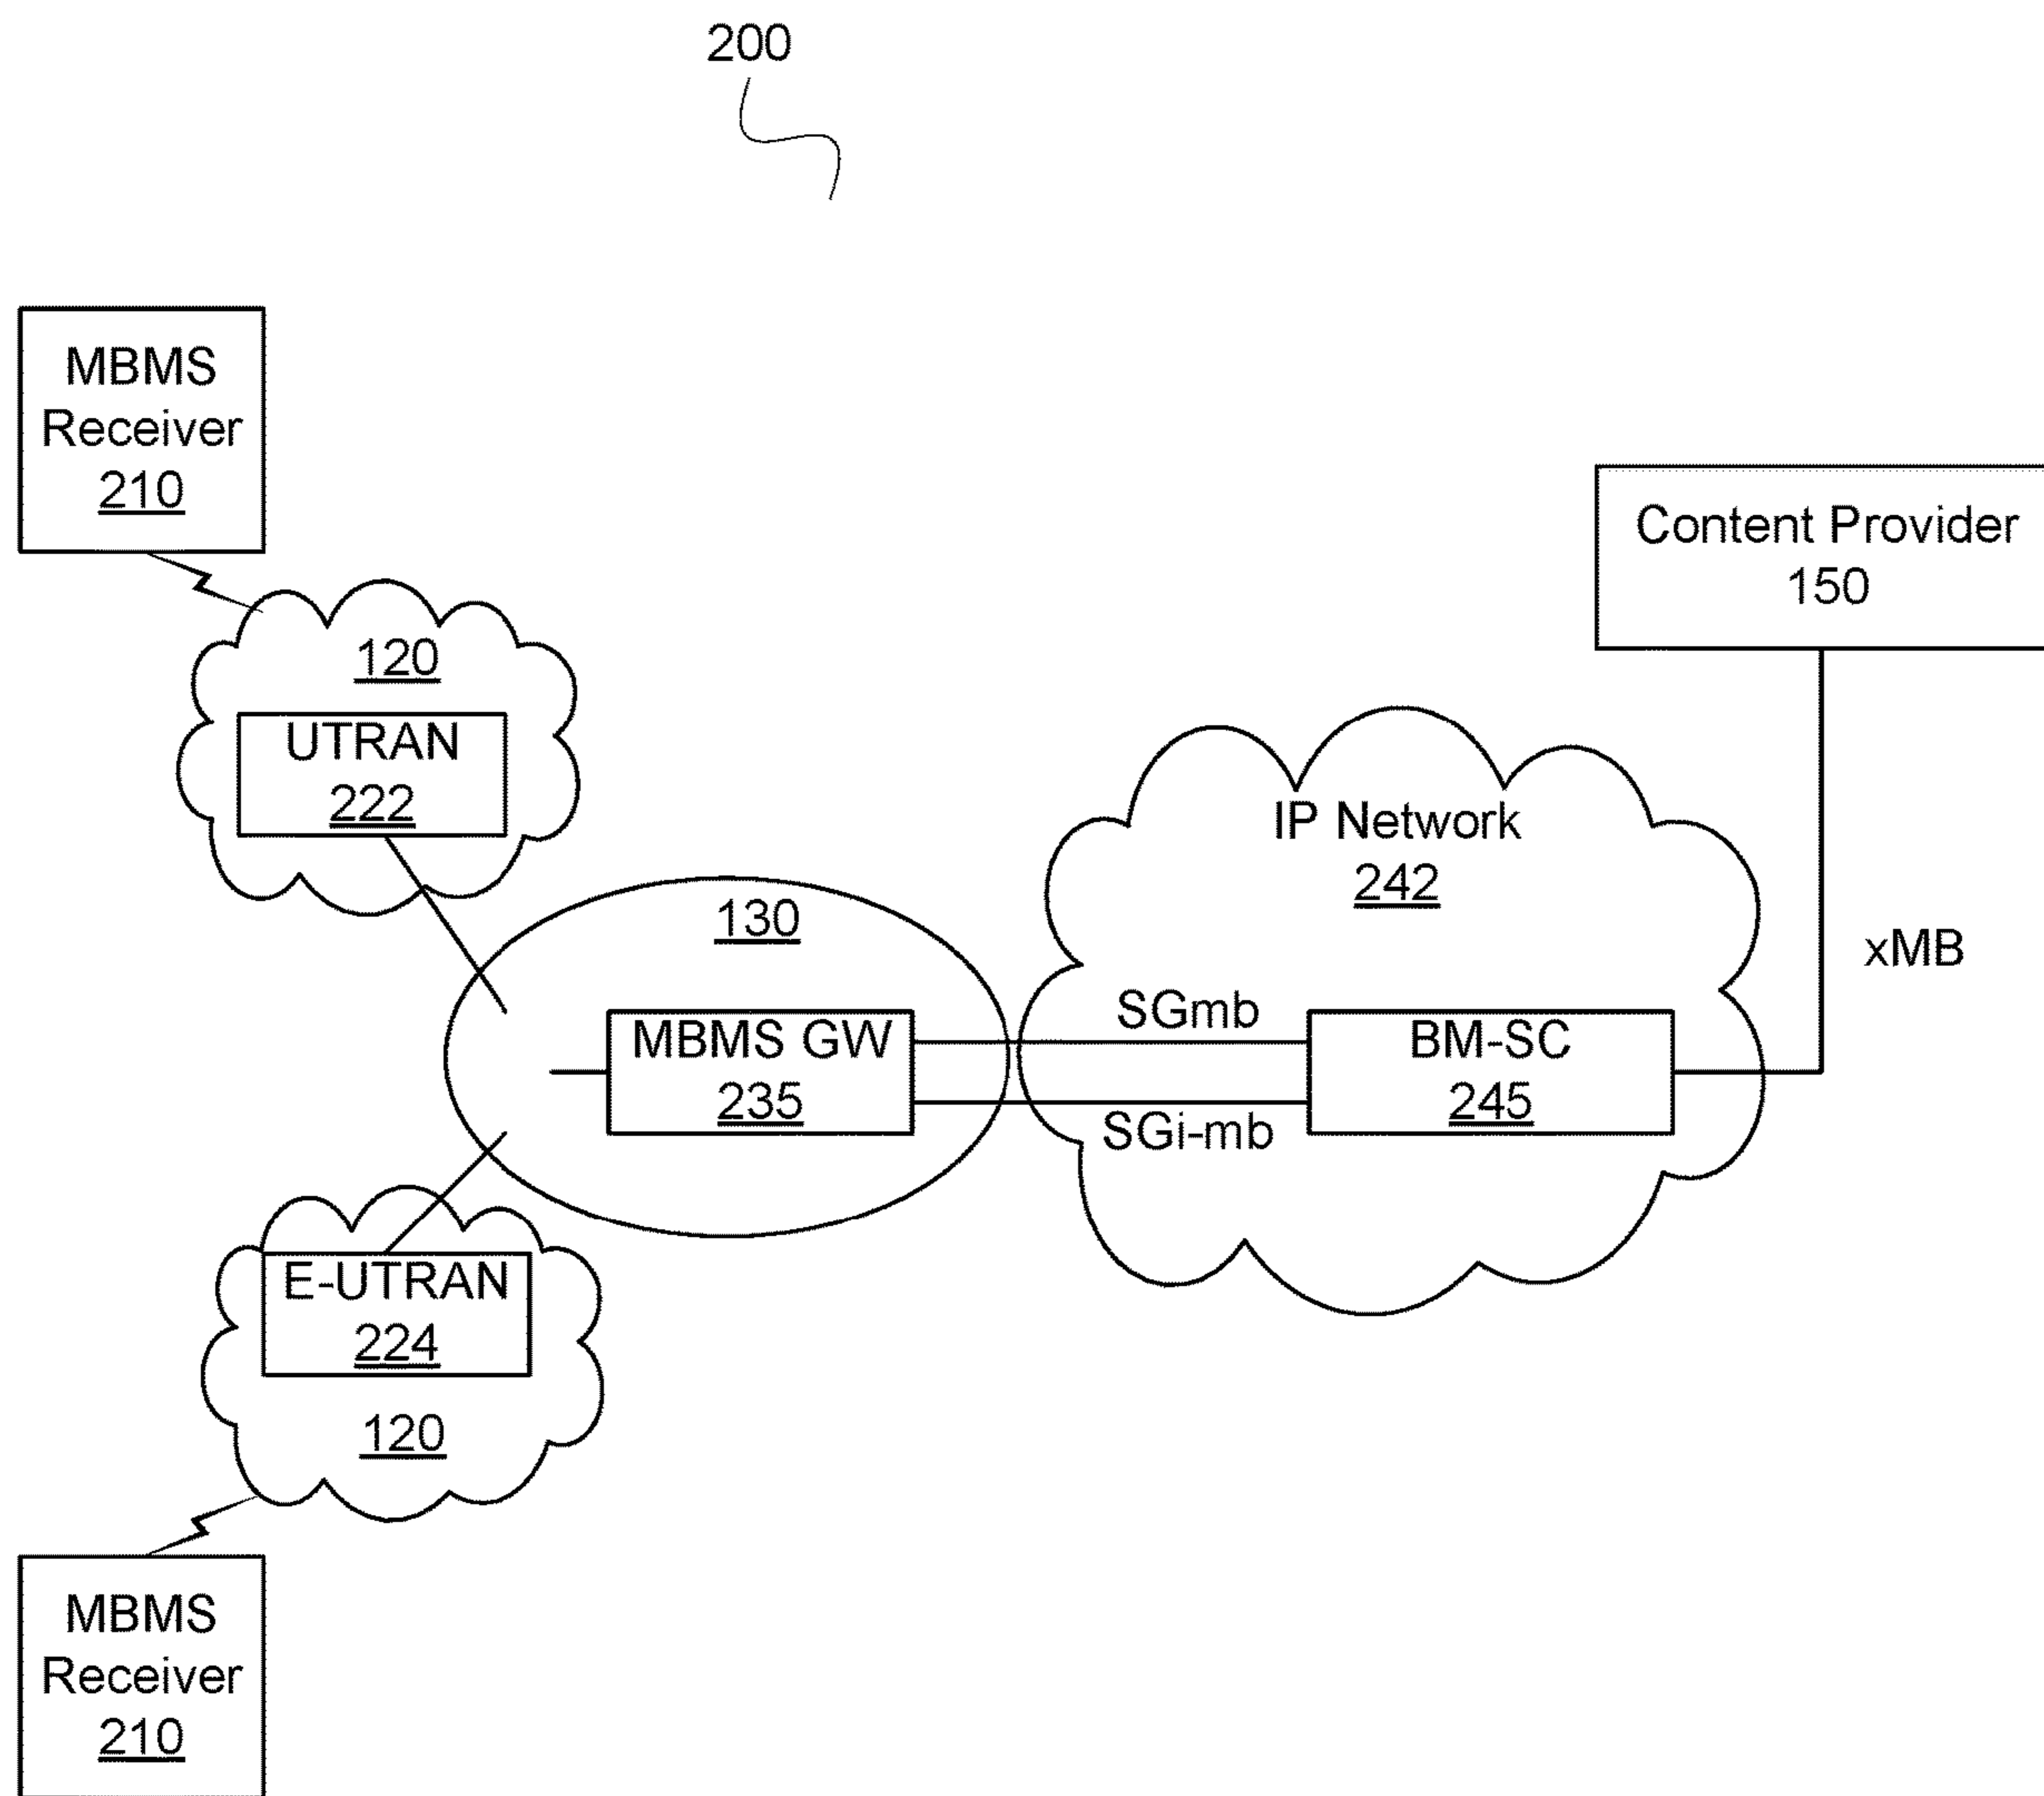 200
MBMS
Receiver
210
Content Provider
150
120
UTRAN
222
IP Network
242
130
xMB
SGmb
MBMS GW
235
BM-SC
245
SGi-mb
E-UTRAN
224
120
MBMS
Receiver
210